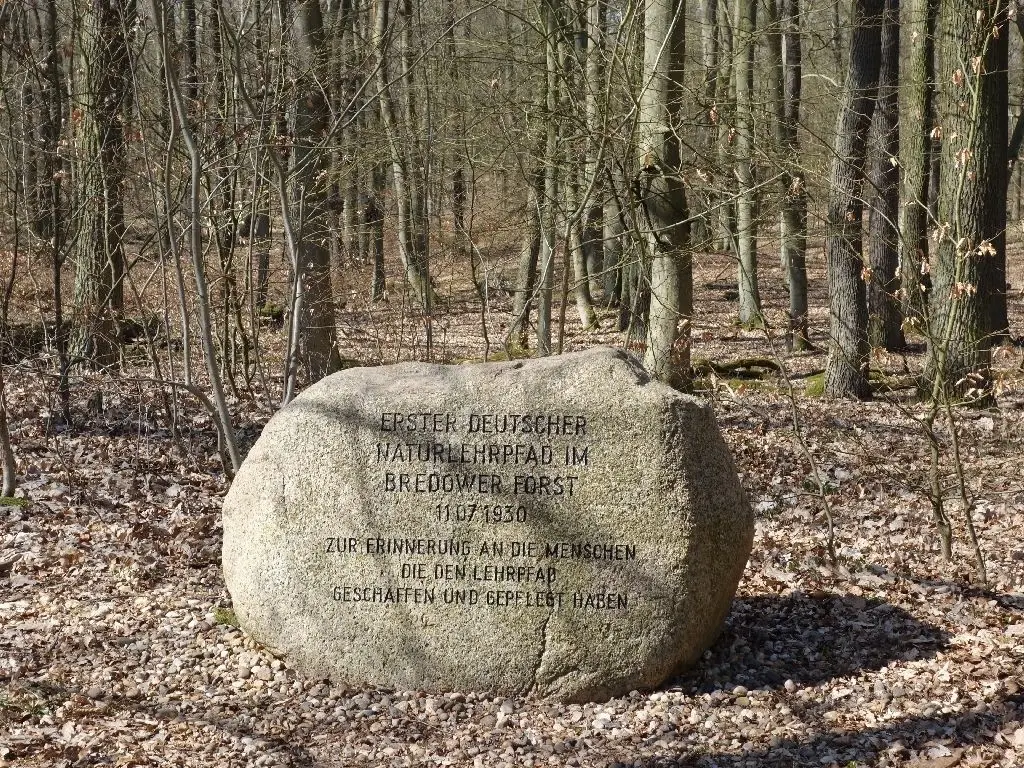 ERSTER DEUTSCHER
NATURLEHRPFAD IM
BREDOWER FORST
11.07.1930
ZUR ERINNERUNG AN DIE MENSCHEN
DIE DEN LEHRPFAD
GESCHAFFEN UND GEPFLEGT HABEN